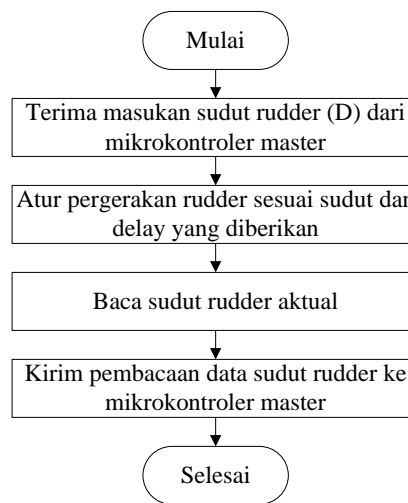 Mulai
Terima masukan sudut rudder (D) dari
mikrokontroler master
Atur pergerakan rudder sesuai sudut dan
delay yang diberikan
Baca sudut rudder aktual
Kirim pembacaan data sudut rudder ke
mikrokontroler master
Selesai